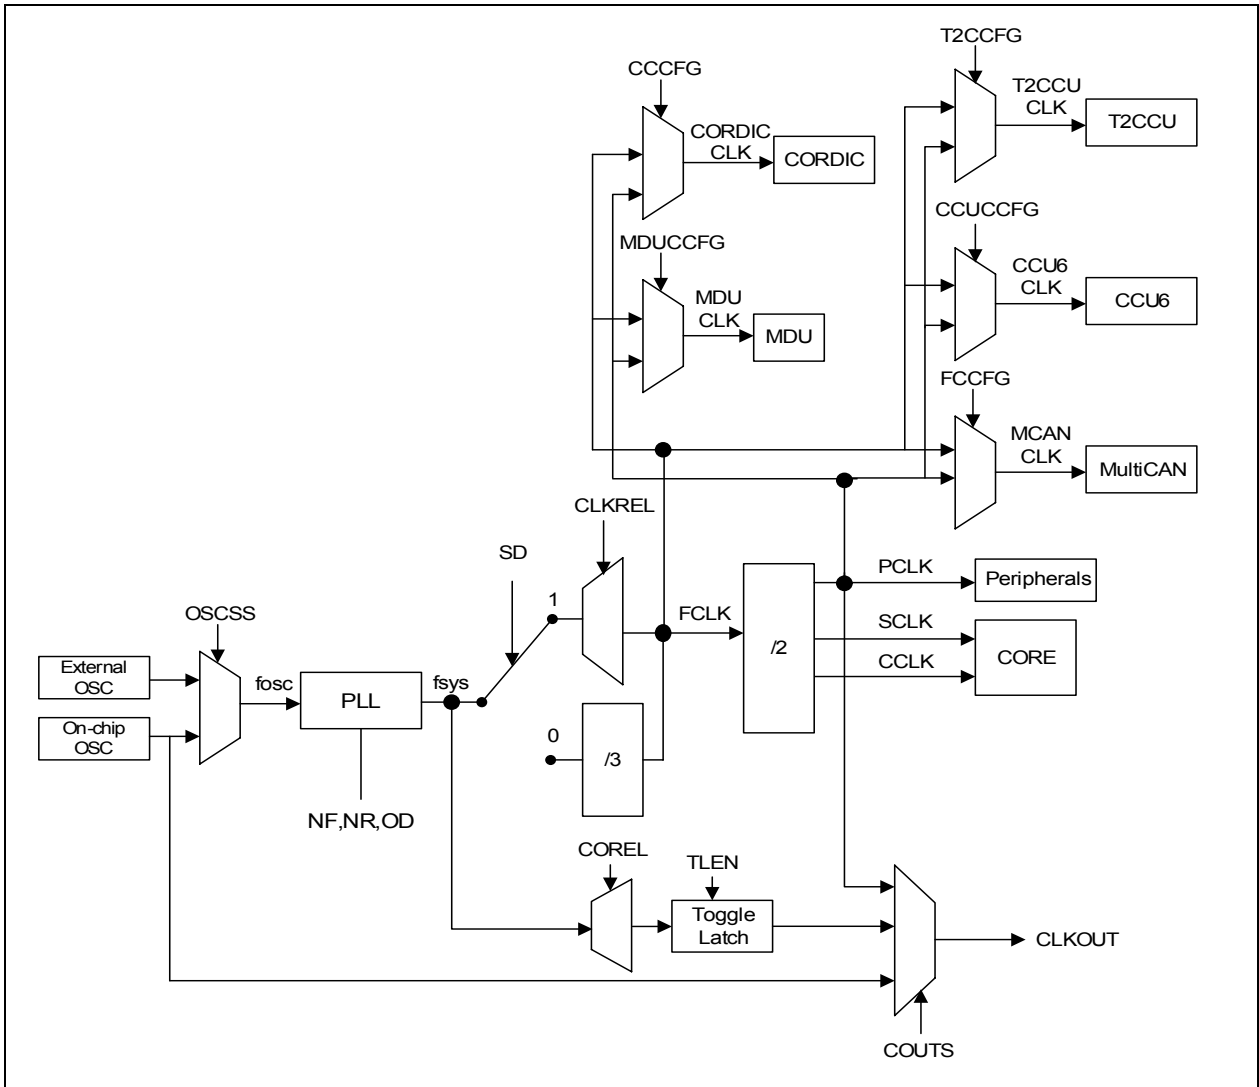 T2CCFG
CCCFG
T2CCU
CLK
T2CCU
CORDIC
CLK
CORDIC
CCUCCFG
MDUCCFG
CCU6
CLK
CCU6
MDU
CLK
MDU
FCCFG
MCAN
CLK
MultiCAN
CLKREL
SD
PCLK
Peripherals
1
OSCSS
FCLK
/2
SCLK
CORE
CCLK
External
OSC
fosc
PLL
fsys
On-chip
OSC
0
/3
NF,NR,OD
COREL
TLEN
Toggle
Latch
CLKOUT
COUTS